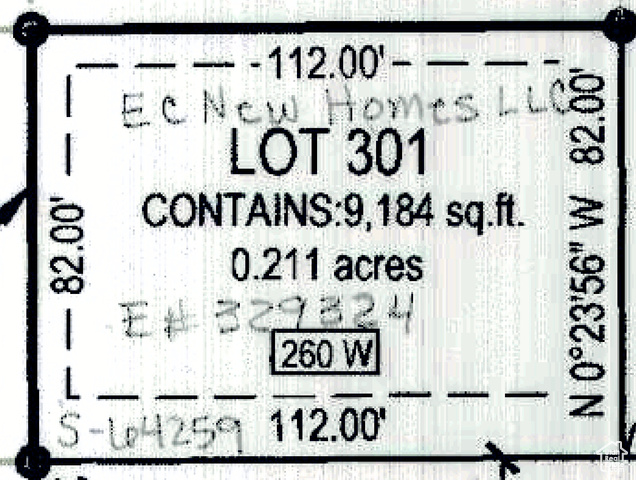 112.00'
EC New Homes LLC
LOT 301
CONTAINS:9,184 sq.ft.
0.211 acres
82.00'
N 0°23'56" W 82.00'
E# 329324
260 W
S-64259
112.00'